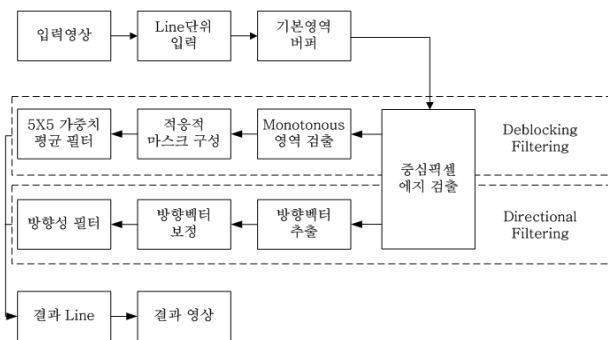 입력영상
Line단위
입력
기본영역
버퍼
5X5 가중치
평균 필터
적응적
마스크 구성
Monotonous
영역 검출
중심픽셀
에지 검출
Deblocking
Filtering
방향성 필터
방향벡터
보정
방향벡터
추출
Directional
Filtering
결과 Line
결과 영상